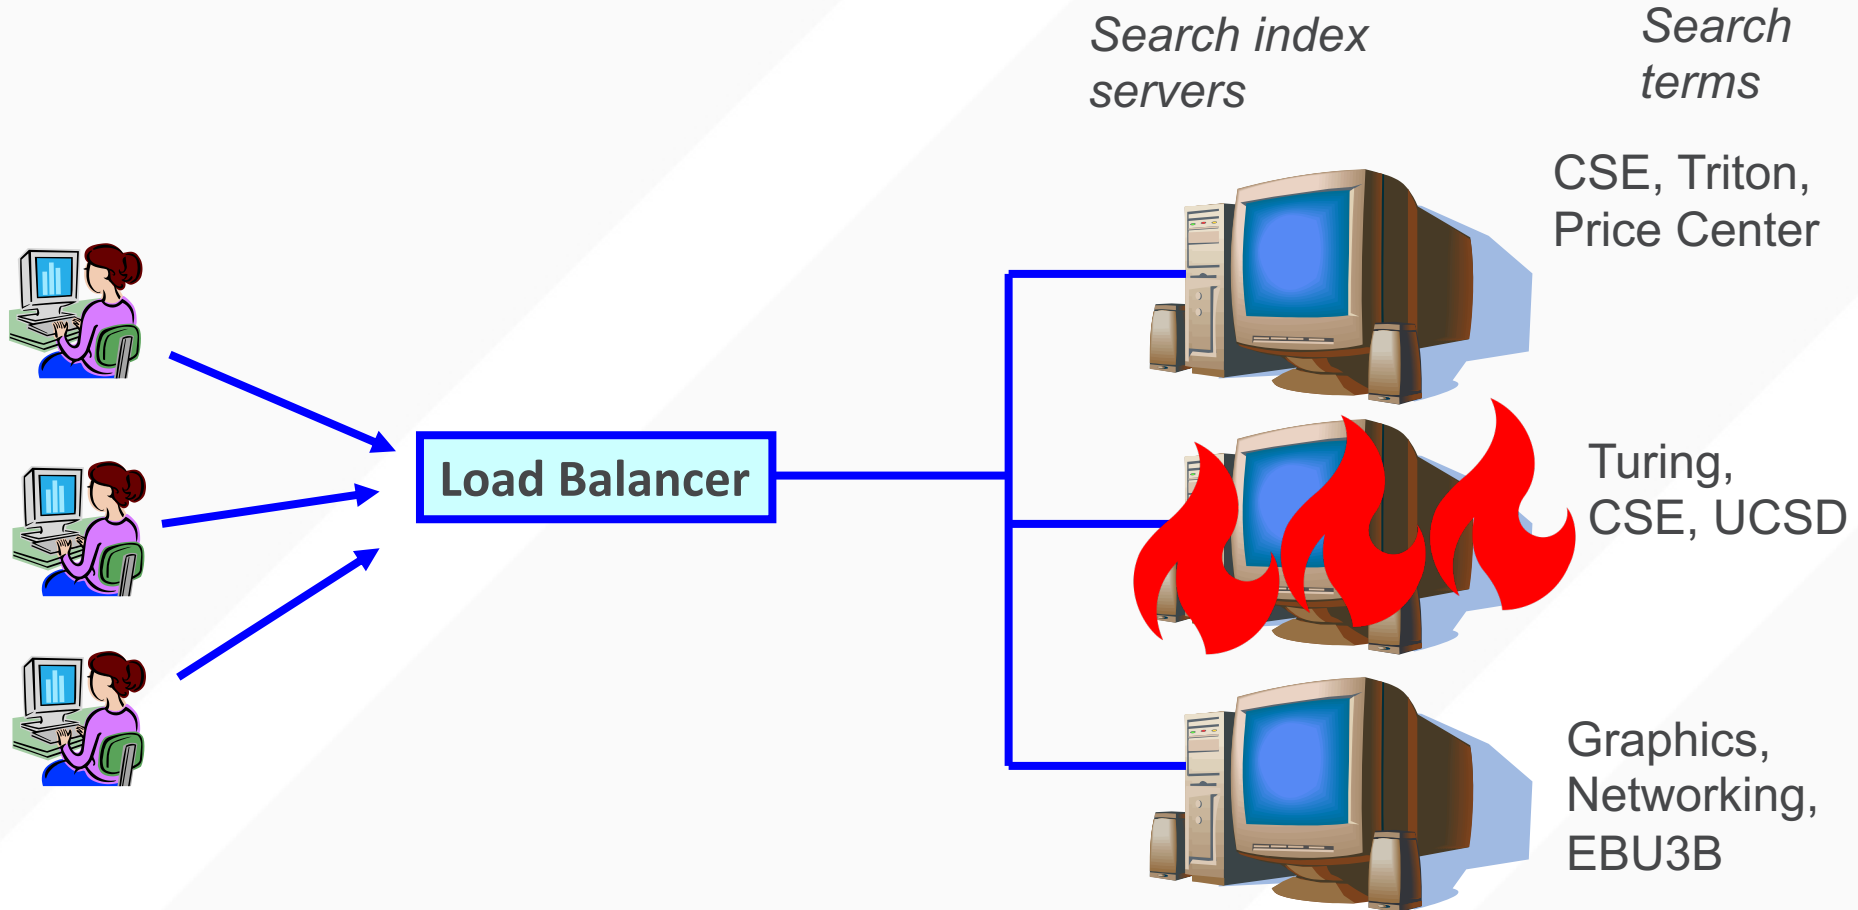 Search index
servers
Search
terms
CSE, Triton,
Price Center
Load Balancer
Turing,
CSE, UCSD
Graphics,
Networking,
EBU3B